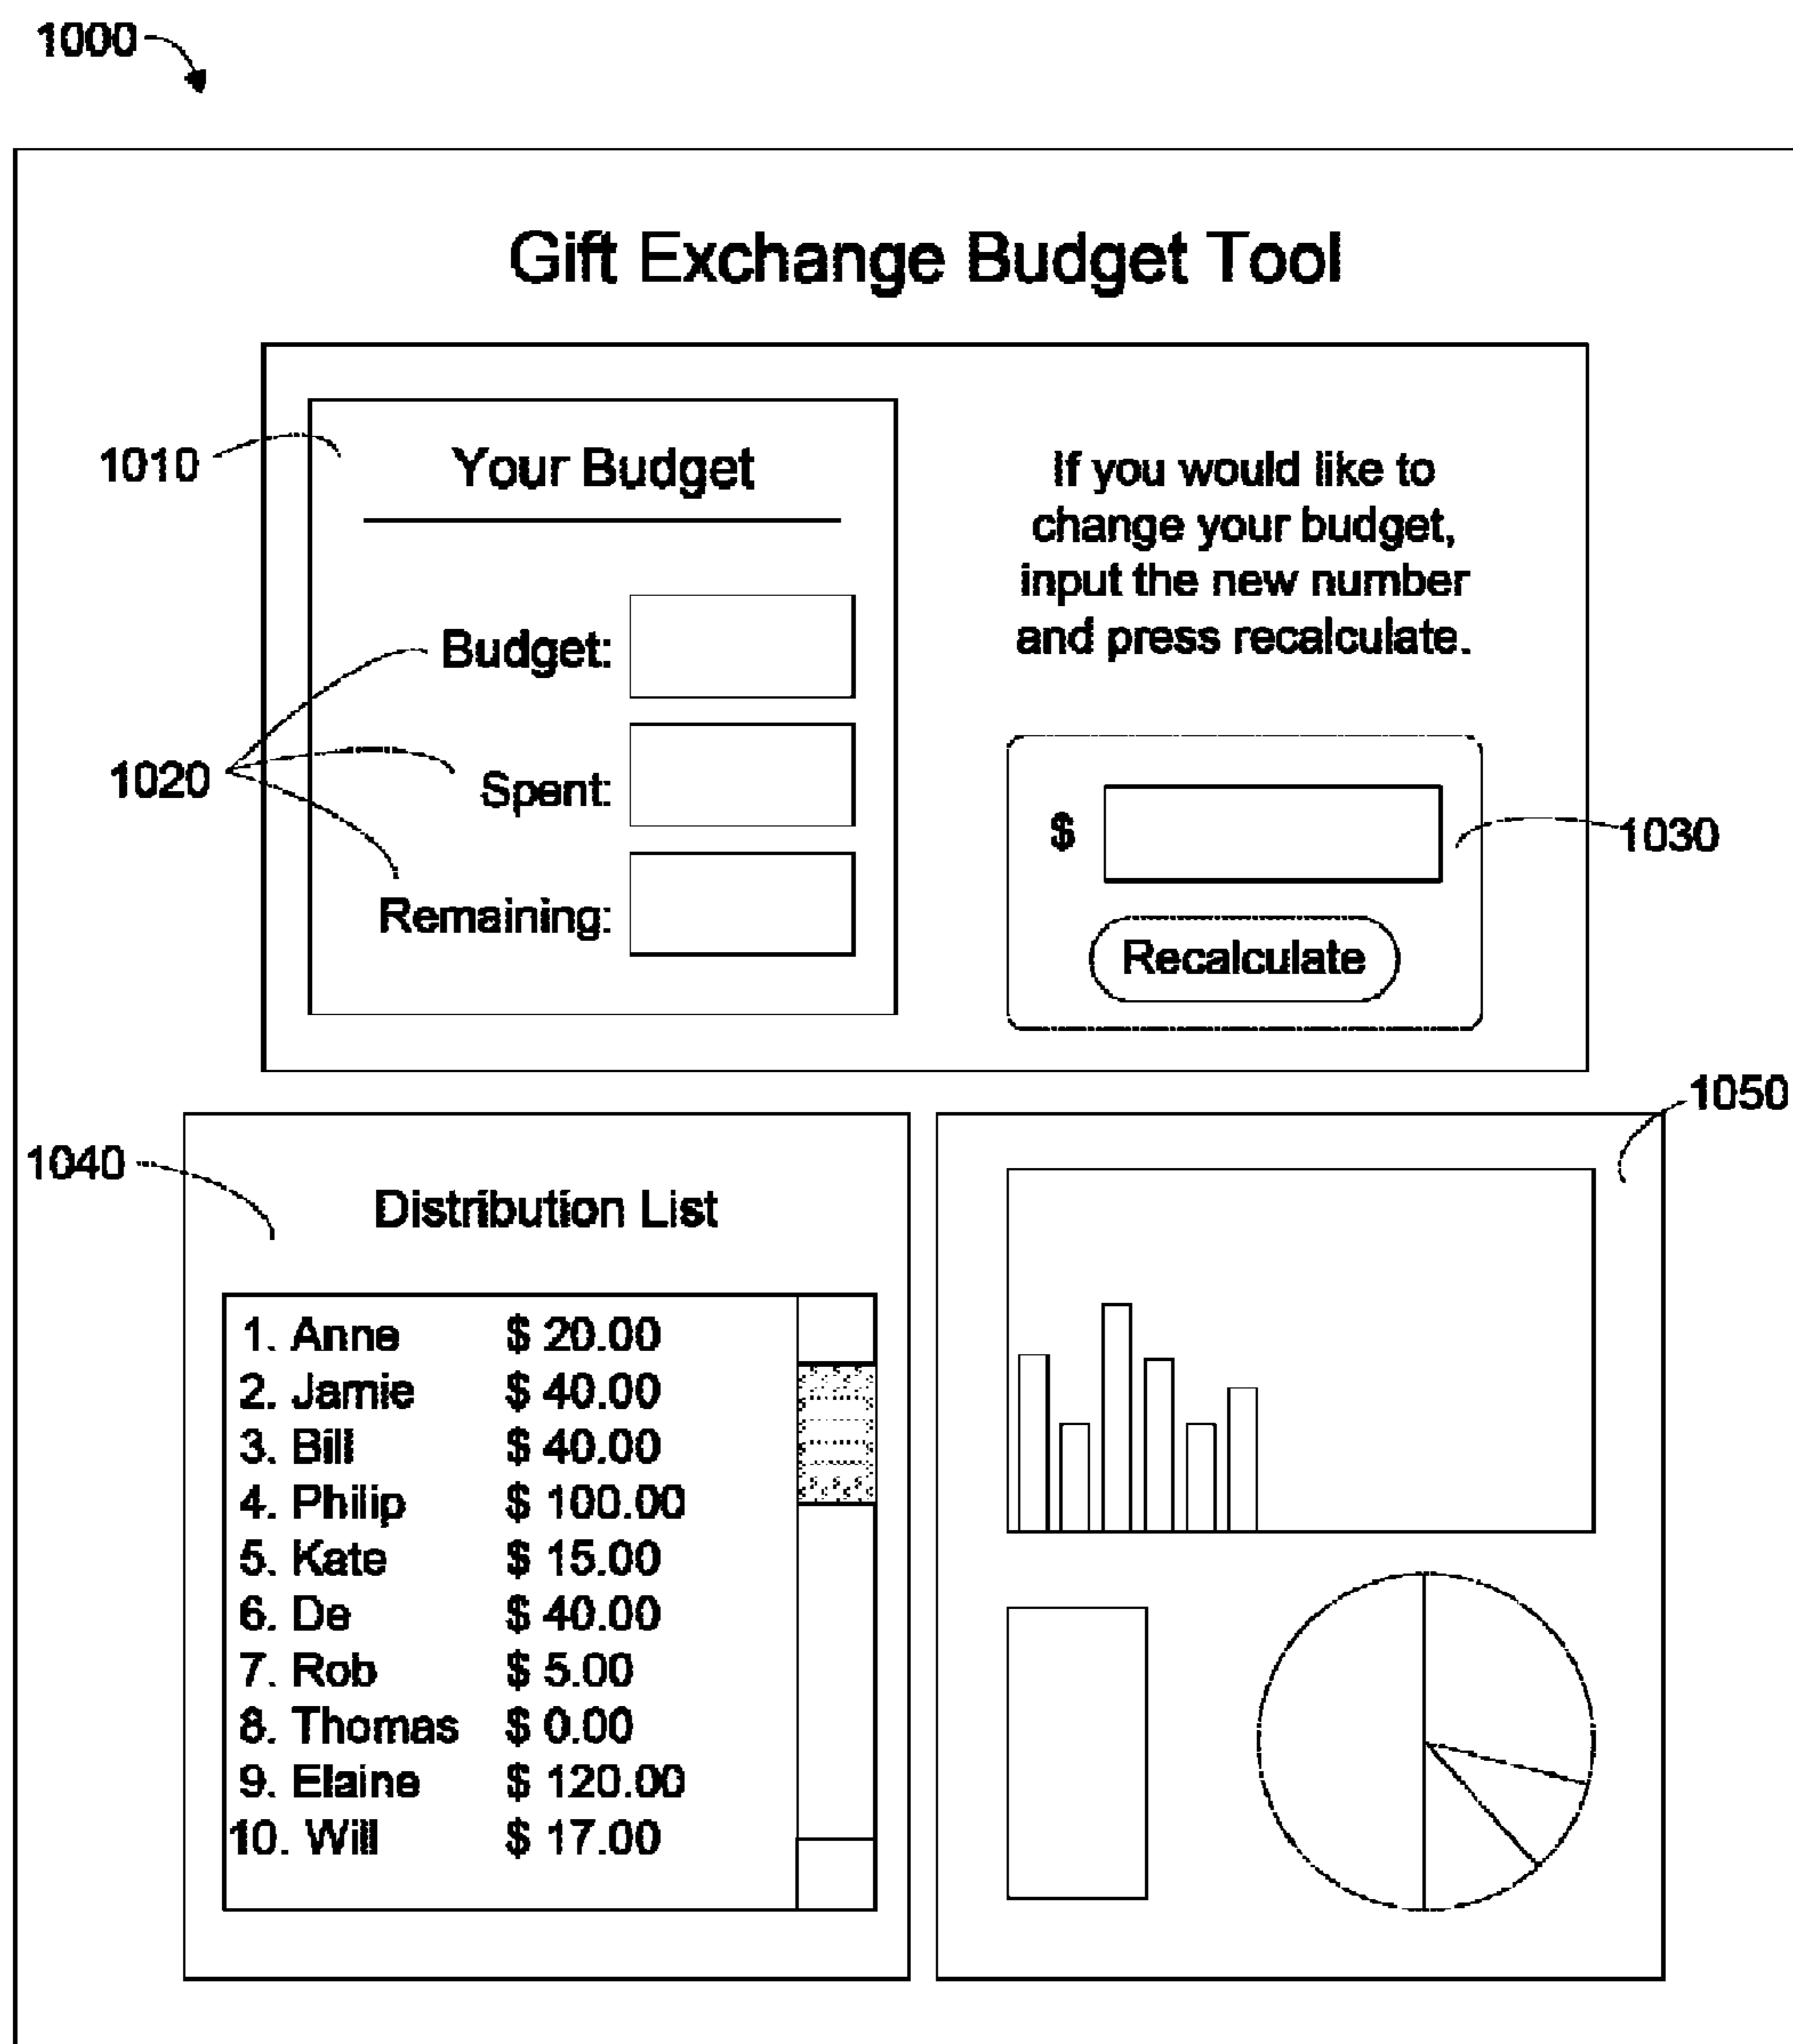 1000
Gift Exchange Budget Tool
1010
Your Budget
Budget:
1020
Spent:
Remaining:
If you would like to
change your budget,
input the new number
and press recalculate.
$
1030
Recalculate
1040
Distribution List
1. Anne $ 20.00
2. Jamie $ 40.00
3. Bill $ 40.00
4. Philip $ 100.00
5. Kate $ 15.00
6. De $ 40.00
7. Rob $ 5.00
8. Thomas $ 0.00
9. Elaine $ 120.00
10. Will $ 17.00
1050